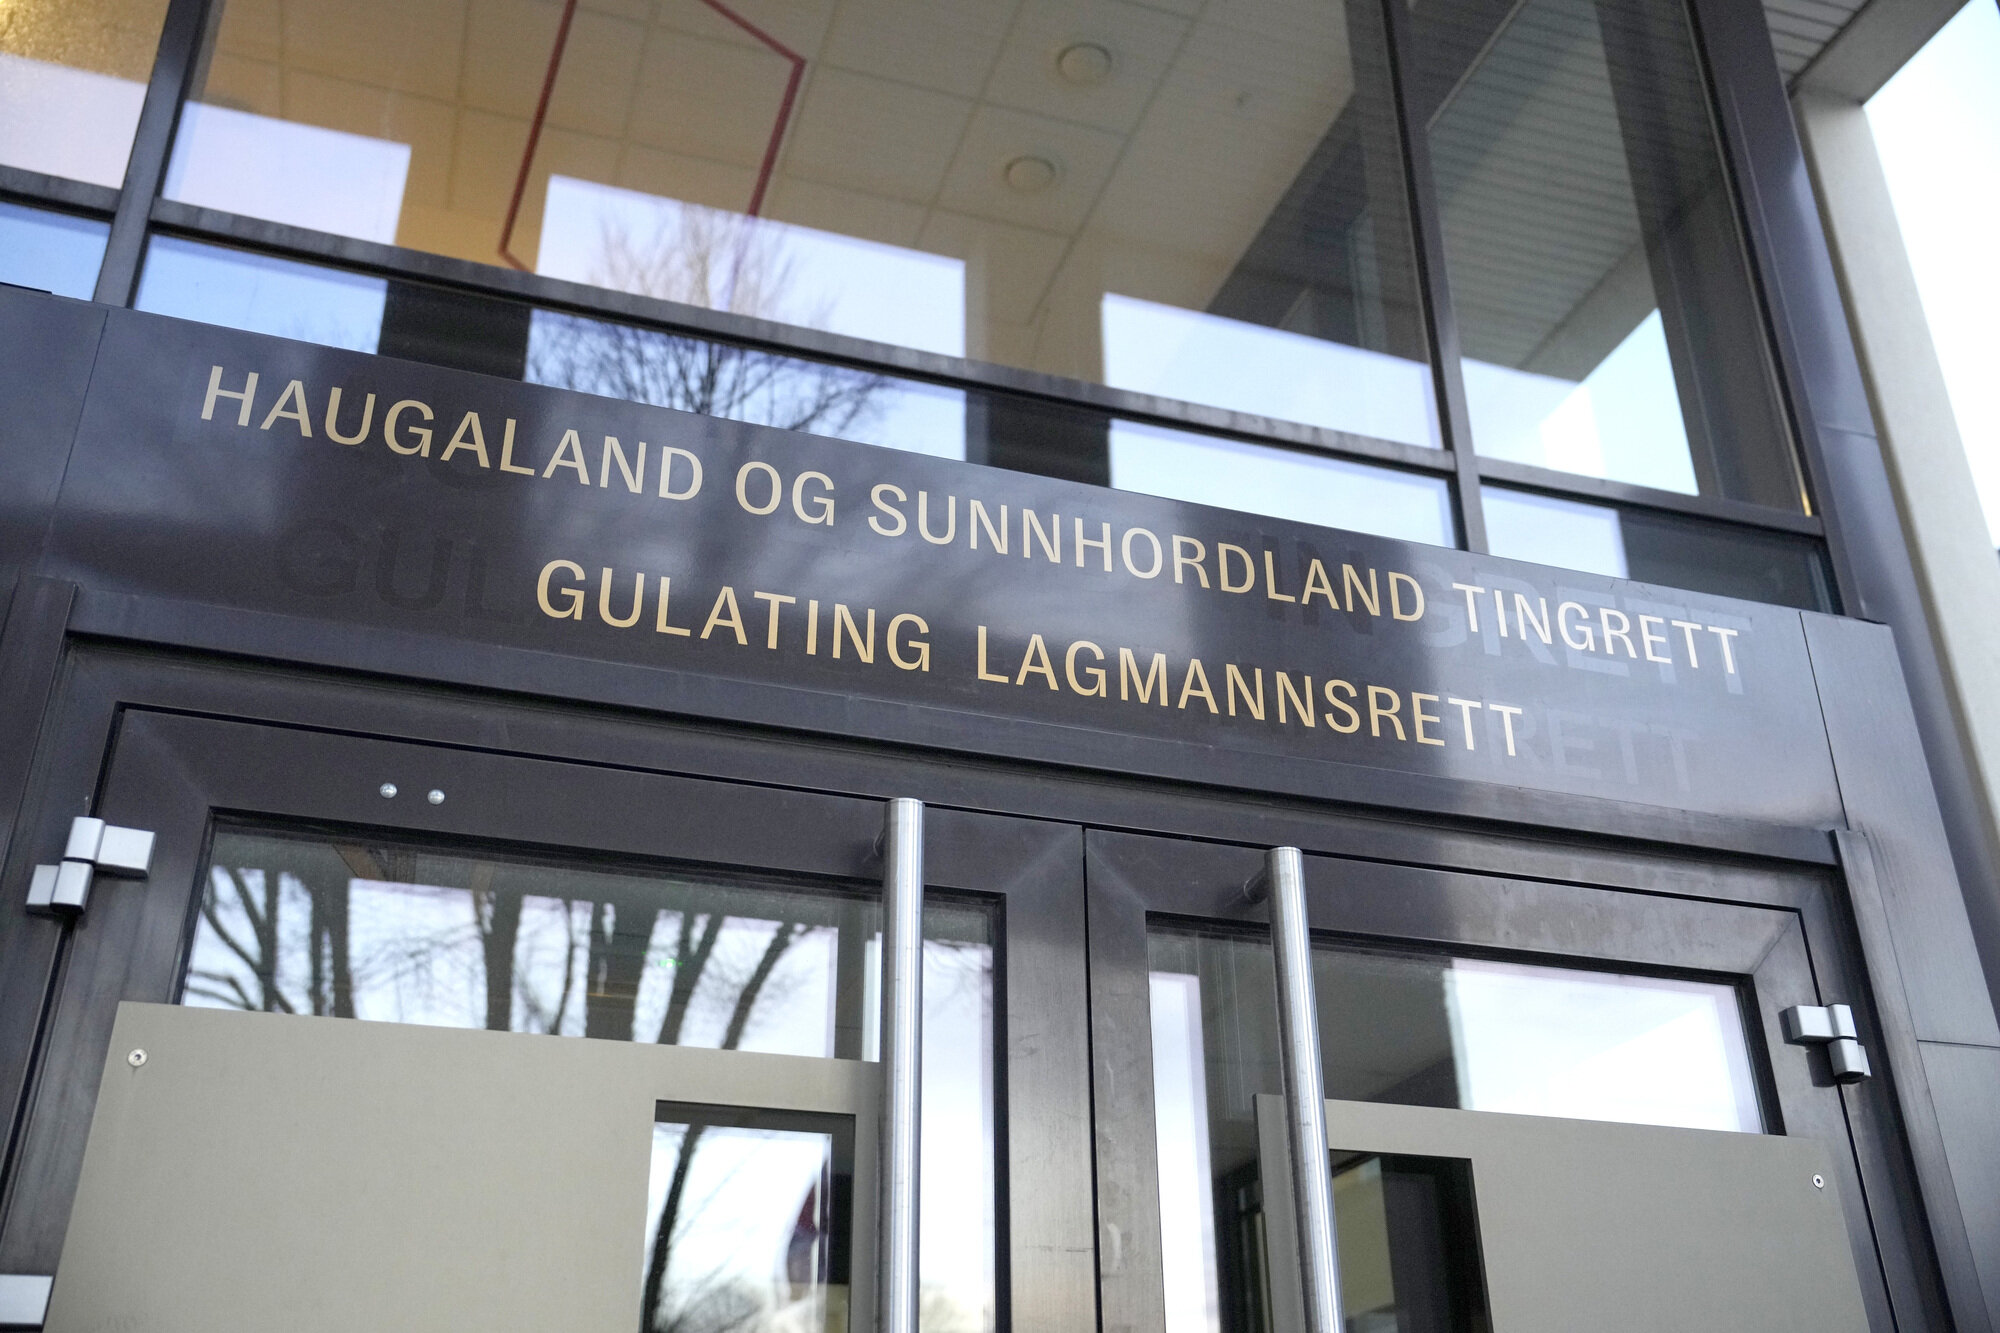 HAUGALAND OG SUNNHORDLAND TINGRETT
GULATING LAGMANNSRETT